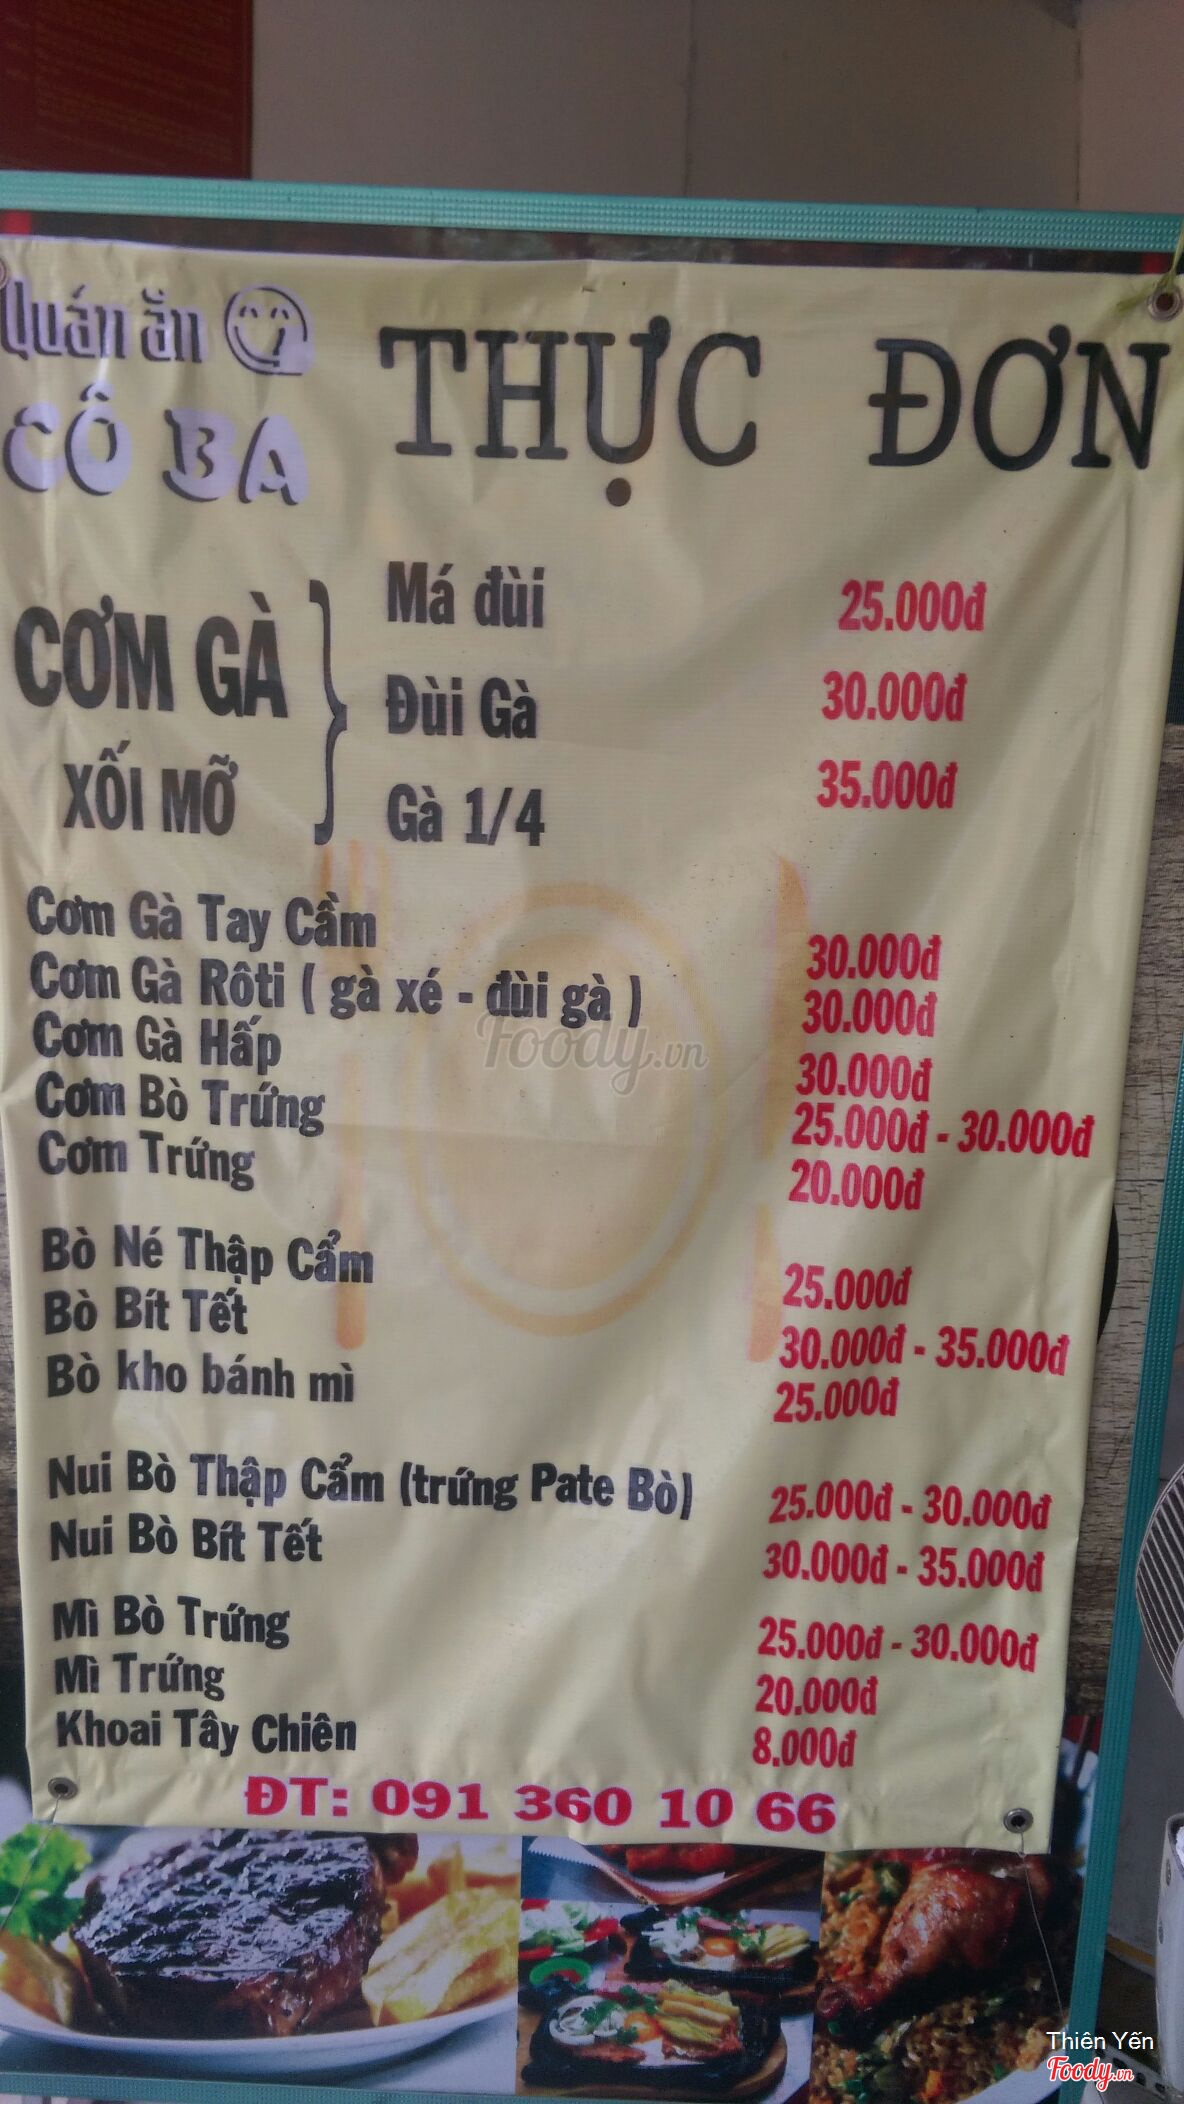 Quán ăn
CÔ BA
THỰC ĐƠN
CƠM GÀ
XỐI MỠ
Má đùi 25.000đ
Đùi Gà 30.000đ
Gà 1/4 35.000đ
Cơm Gà Tay Cầm 30.000đ
Cơm Gà Rôti ( gà xé - đùi gà ) 30.000đ
Cơm Gà Hấp 30.000đ
Cơm Bò Trứng 25.000đ - 30.000đ
Cơm Trứng 20.000đ
Bò Né Thập Cẩm 25.000đ
Bò Bít Tết 30.000đ - 35.000đ
Bò kho bánh mì 25.000đ
Nui Bò Thập Cẩm (trứng Pate Bò) 25.000đ - 30.000đ
Nui Bò Bít Tết 30.000đ - 35.000đ
Mì Bò Trứng 25.000đ - 30.000đ
Mì Trứng 20.000đ
Khoai Tây Chiên 8.000đ
ĐT: 091 360 10 66
Foody.vn
Thiên Yến
Foody.vn